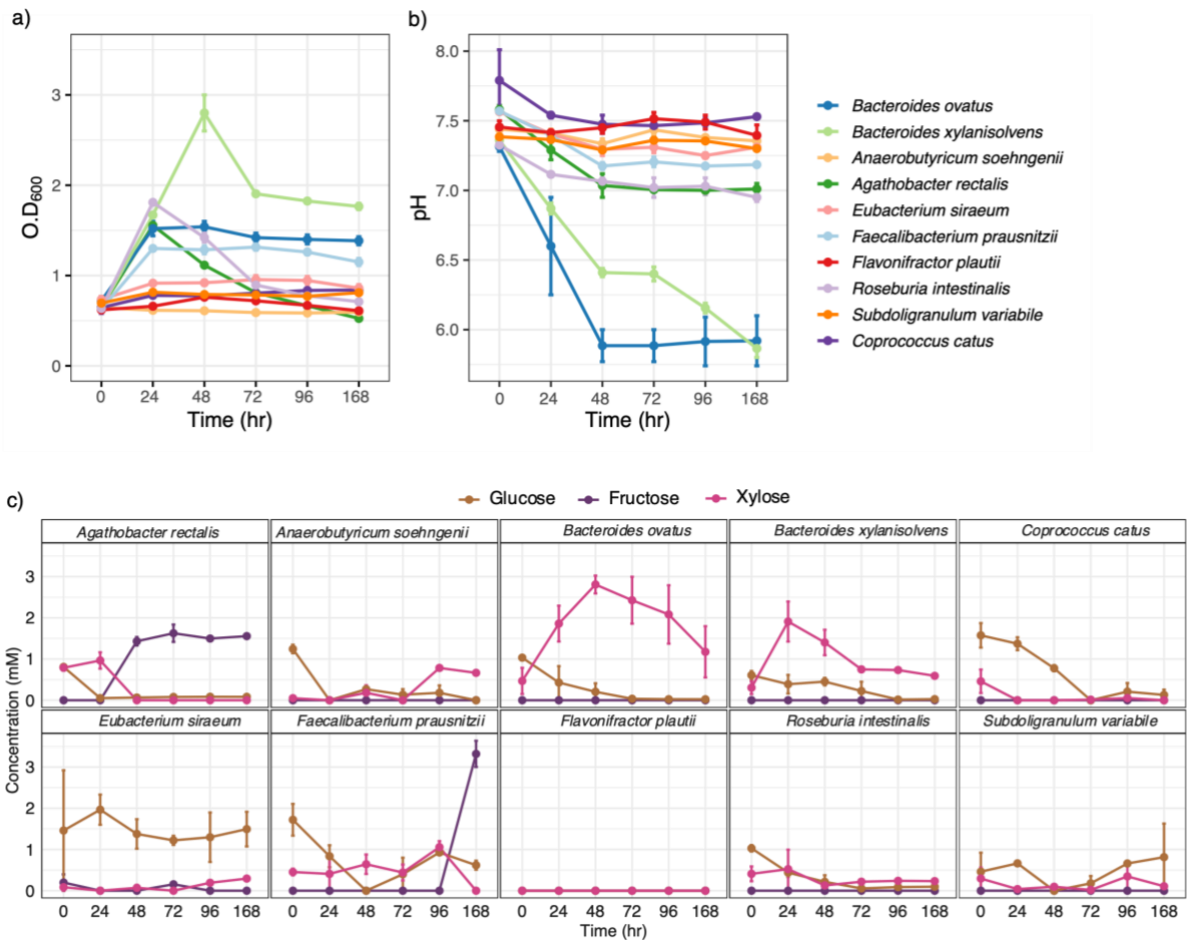 a)
b)
O.D600
3
2
1
0
0 24 48 72 96 168
Time (hr)
pH
8.0
7.5
7.0
6.5
6.0
0 24 48 72 96 168
Time (hr)
Bacteroides ovatus
Bacteroides xylanisolvens
Anaerobutyricum soehngenii
Agathobacter rectalis
Eubacterium siraeum
Faecalibacterium prausnitzii
Flavonifractor plautii
Roseburia intestinalis
Subdoligranulum variabile
Coprococcus catus
c)
Glucose Fructose Xylose
Agathobacter rectalis Anaerobutyricum soehngenii Bacteroides ovatus Bacteroides xylanisolvens Coprococcus catus
3
2
1
0
Concentration (mM)
Eubacterium siraeum Faecalibacterium prausnitzii Flavonifractor plautii Roseburia intestinalis Subdoligranulum variabile
3
2
1
0
0 24 48 72 96 168 0 24 48 72 96 168 0 24 48 72 96 168 0 24 48 72 96 168 0 24 48 72 96 168
Time (hr)